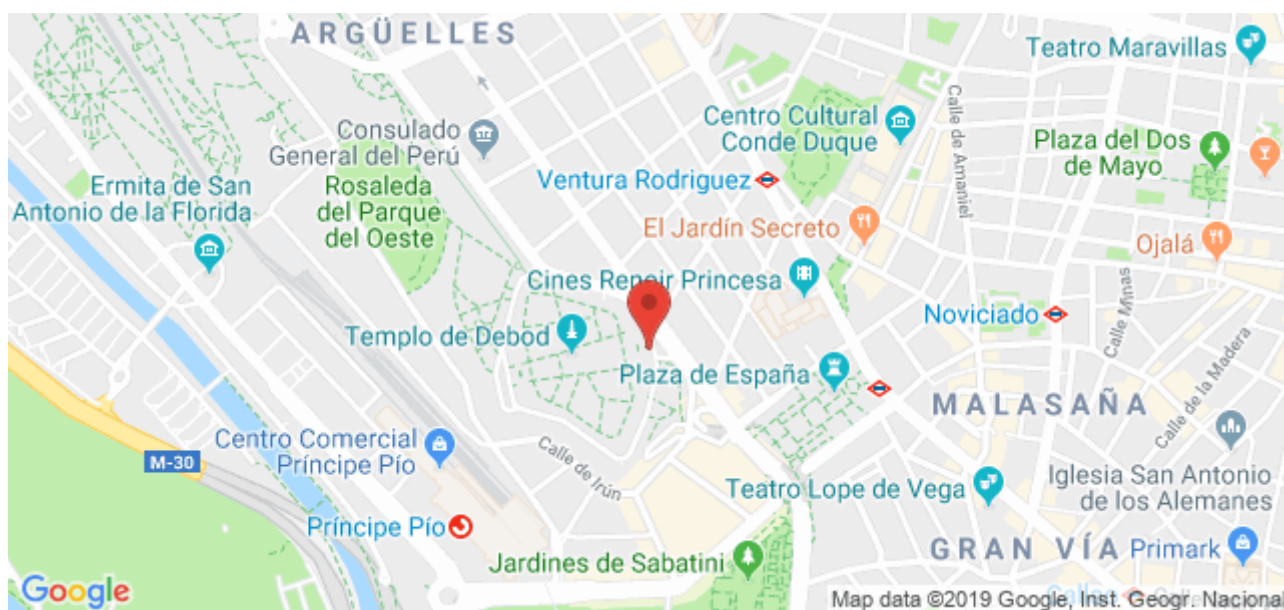 ARGÜELLES
Teatro Maravillas
Calle de Amaniel
Centro Cultural
Conde Duque
Consulado
General del Perú
Plaza del Dos
de Mayo
Ermita de San
Antonio de la Florida
Rosaleda
del Parque
del Oeste
Ventura Rodriguez
El Jardín Secreto
Ojalá
Cines Renoir Princesa
Calle Minas
Noviciado
Templo de Debod
Plaza de España
Calle de la Madera
MALASAÑA
Centro Comercial
Príncipe Pío
M-30
Calle de Irún
Teatro Lope de Vega
Iglesia San Antonio
de los Alemanes
Príncipe Pío
Jardines de Sabatini
GRAN VÍA
Primark
Google
Map data ©2019 Google, Inst. Geogr. Naciona